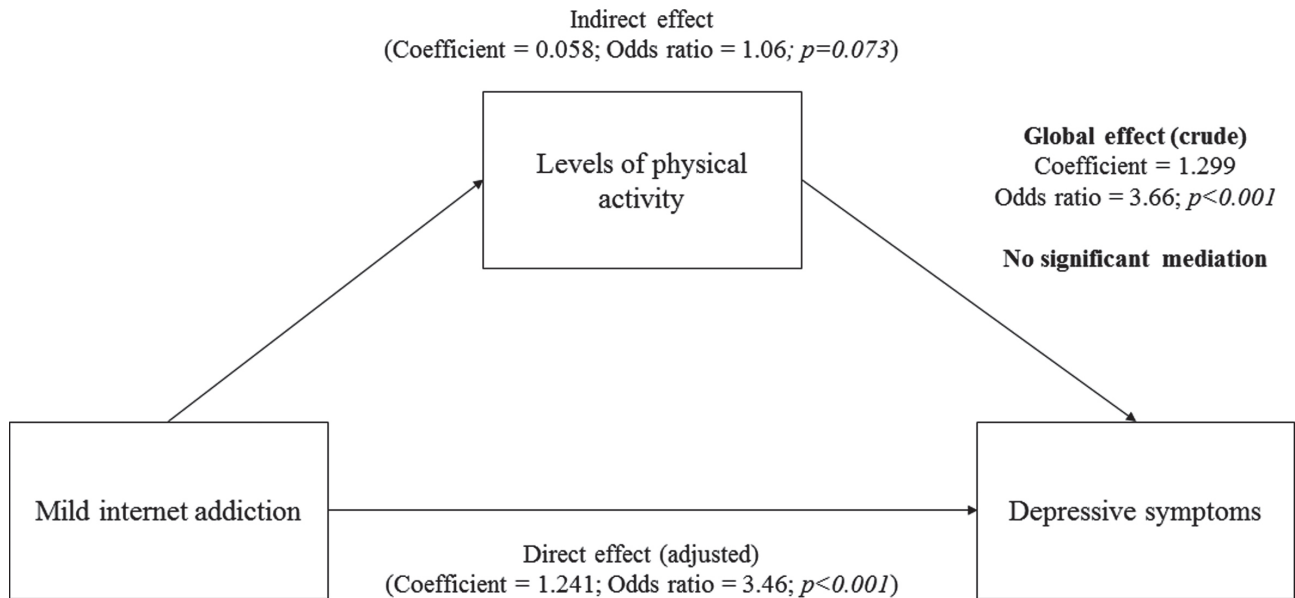 Indirect effect
(Coefficient = 0.058; Odds ratio = 1.06; p=0.073)
Levels of physical
activity
Global effect (crude)
Coefficient = 1.299
Odds ratio = 3.66; p<0.001
No significant mediation
Mild internet addiction
Depressive symptoms
Direct effect (adjusted)
(Coefficient = 1.241; Odds ratio = 3.46; p<0.001)